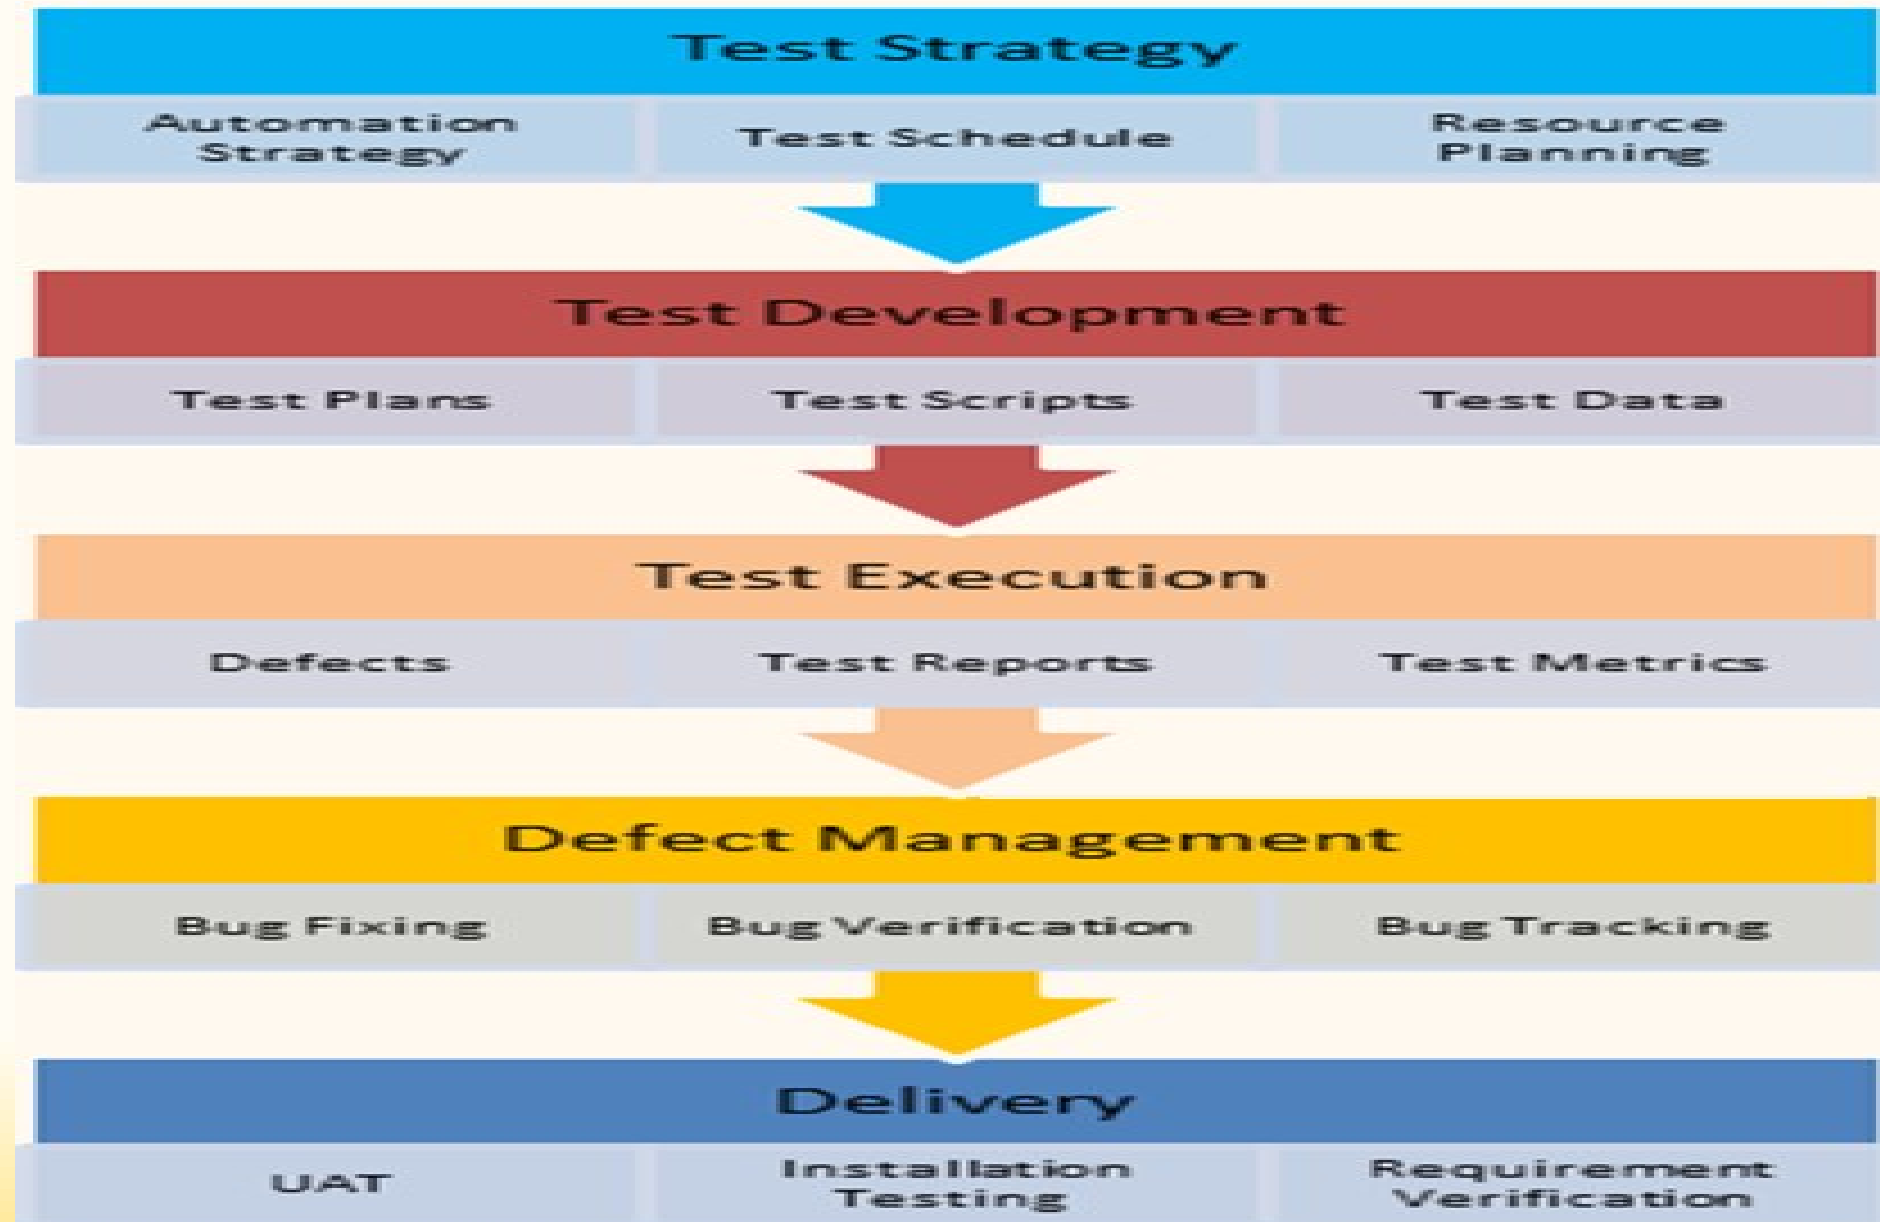 Test Strategy
Automation
Strategy
Test Schedule
Resource
Planning
Test Development
Test Plans
Test Scripts
Test Data
Test Execution
Defects
Test Reports
Test Metrics
Defect Management
Bug Fixing
Bug Verification
Bug Tracking
Delivery
UAT
Installation
Testing
Requirement
Verification